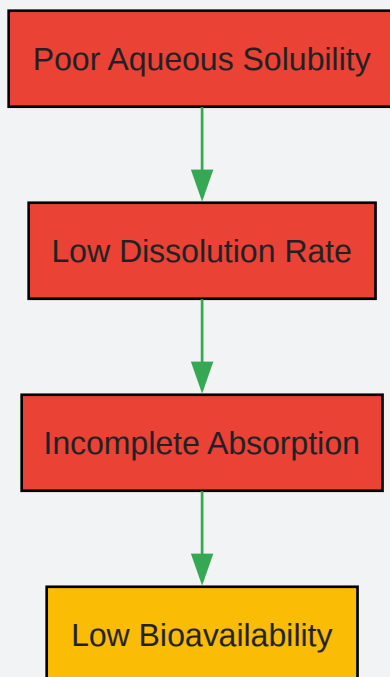 Poor Aqueous Solubility
Low Dissolution Rate
Incomplete Absorption
Low Bioavailability